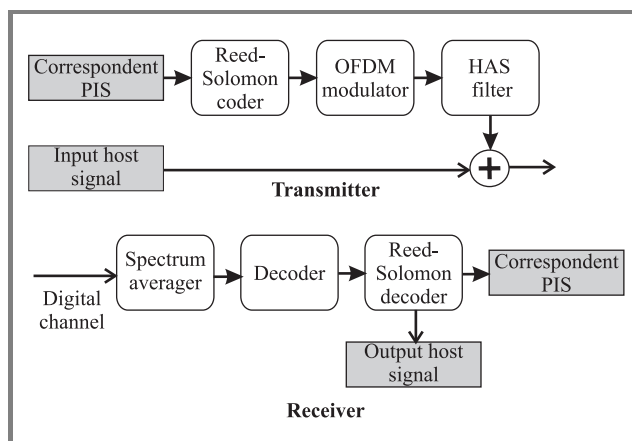 Correspondent
PIS
Reed-
Solomon
coder
OFDM
modulator
HAS
filter
Input host
signal
+
Transmitter
Digital
channel
Spectrum
averager
Decoder
Reed-
Solomon
decoder
Correspondent
PIS
Output host
signal
Receiver